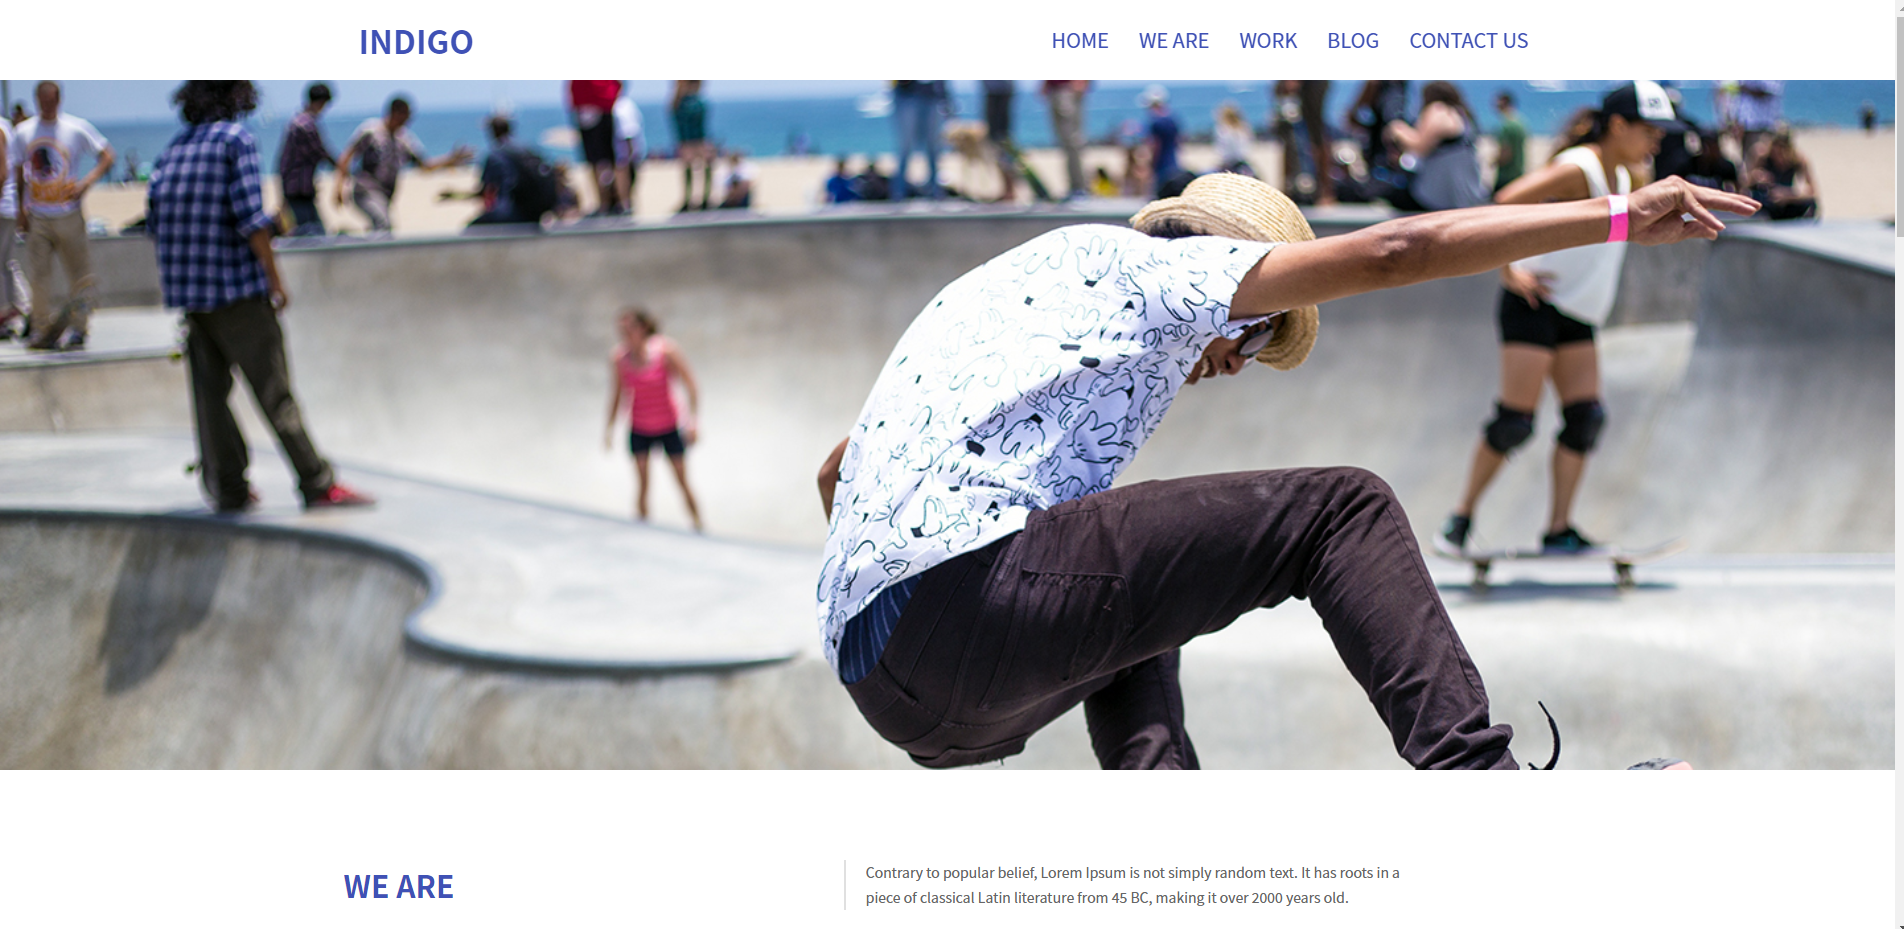 INDIGO
HOME WE ARE WORK BLOG CONTACT US
WE ARE
Contrary to popular belief, Lorem Ipsum is not simply random text. It has roots in a
piece of classical Latin literature from 45 BC, making it over 2000 years old.